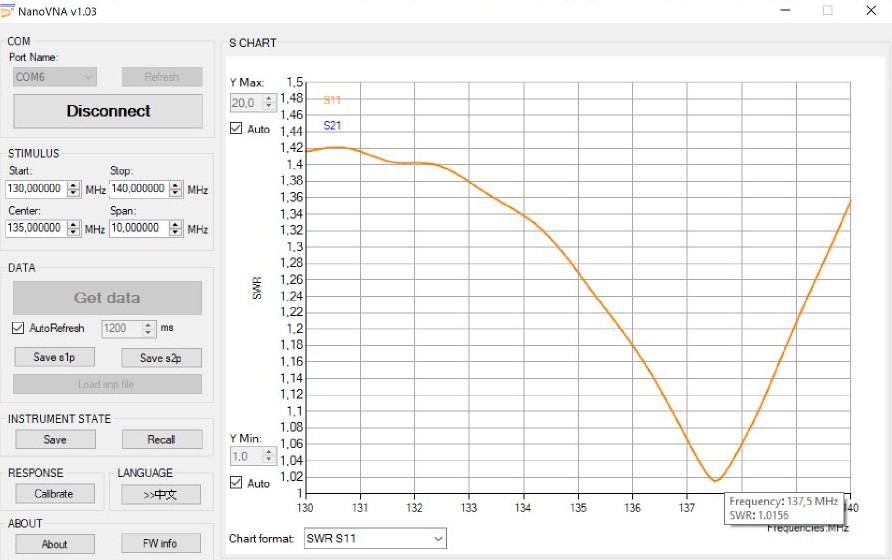 NanoVNA v1.03
COM
Port Name:
COM6
Refresh
Disconnect
STIMULUS
Start:
Stop:
130,000000 MHz
140,000000 MHz
Center:
Span:
135,000000 MHz
10,000000 MHz
DATA
Get data
AutoRefresh
1200 ms
Save s1p
Save s2p
Load snp file
INSTRUMENT STATE
Save
Recall
RESPONSE
LANGUAGE
Calibrate
>>中文
ABOUT
About
FW info
S CHART
Y Max:
20,0
Auto
Y Min:
1.0
Auto
SWR
1,5
1,48
1,46
1,44
1,42
1,4
1,38
1,36
1,34
1,32
1,3
1,28
1,26
1,24
1,22
1,2
1,18
1,16
1,14
1,12
1,1
1,08
1,06
1,04
1,02
1
S11
S21
130 131 132 133 134 135 136 137 40
Frequency: 137,5 MHz
SWR: 1.0156
Frequencies.MHz
Chart format: SWR S11